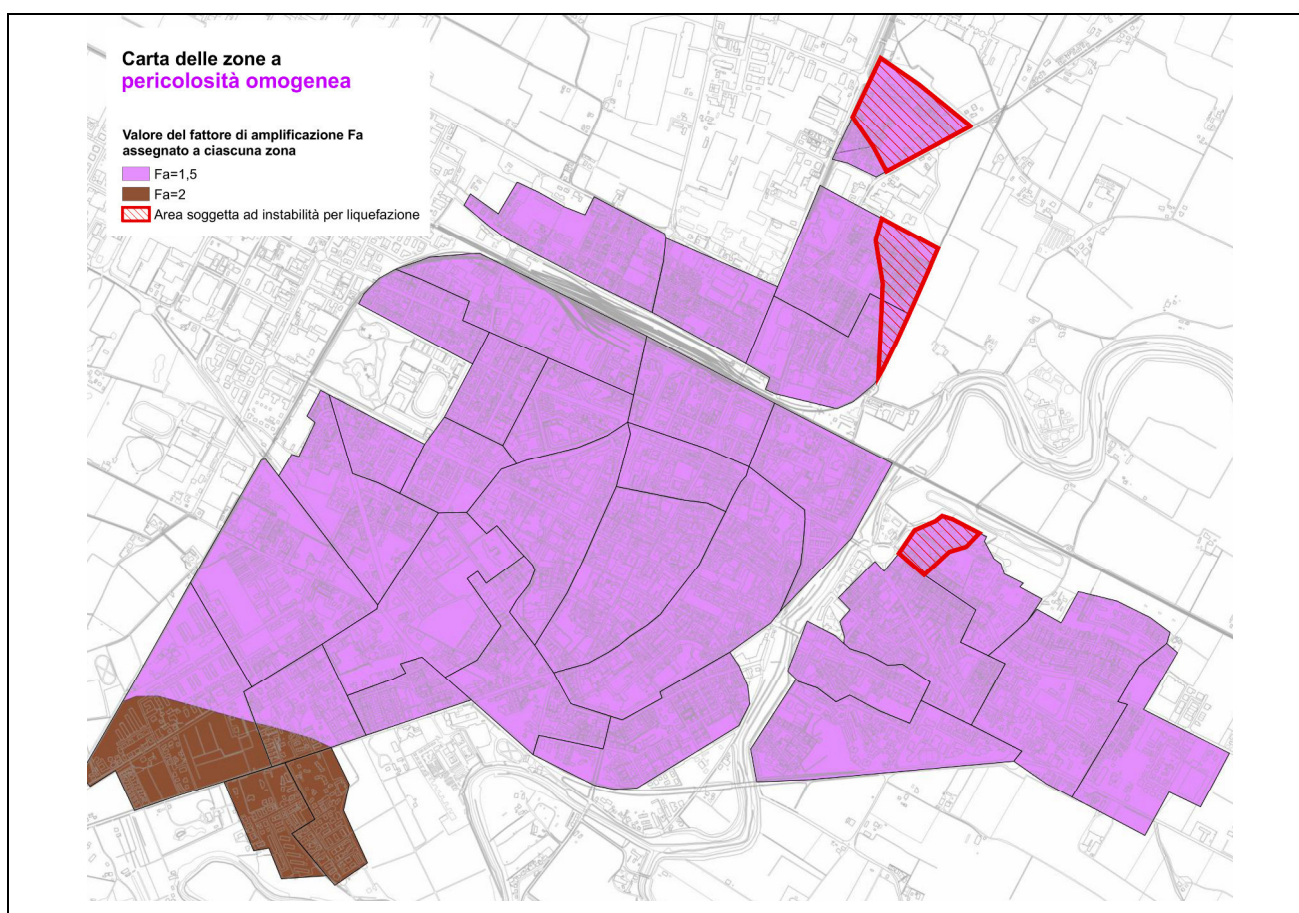 Carta delle zone a
pericolosità omogenea
Valore del fattore di amplificazione Fa
assegnato a ciascuna zona
Fa=1,5
Fa=2
Area soggetta ad instabilità per liquefazione